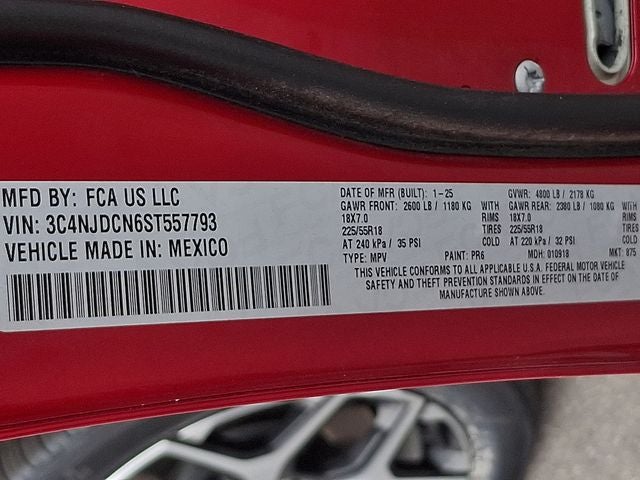 MFD BY: FCA US LLC
VIN: 3C4NJDCN6ST557793
VEHICLE MADE IN: MEXICO
DATE OF MFR (BUILT): 1-25 GVWR: 4800 LB / 2178 KG
GAWR FRONT: 2600 LB / 1180 KG WITH GAWR REAR: 2380 LB / 1080 KG WITH
18X7.0 RIMS 18X7.0 RIMS
225/55R18 TIRES 225/55R18 TIRES
AT 240 kPa / 35 PSI COLD AT 220 kPa / 32 PSI COLD
TYPE: MPV PAINT: PR6 MDH: 010918 MKT: 875
THIS VEHICLE CONFORMS TO ALL APPLICABLE U.S.A. FEDERAL MOTOR VEHICLE
SAFETY AND THEFT PREVENTION STANDARDS IN EFFECT ON THE DATE OF
MANUFACTURE SHOWN ABOVE.